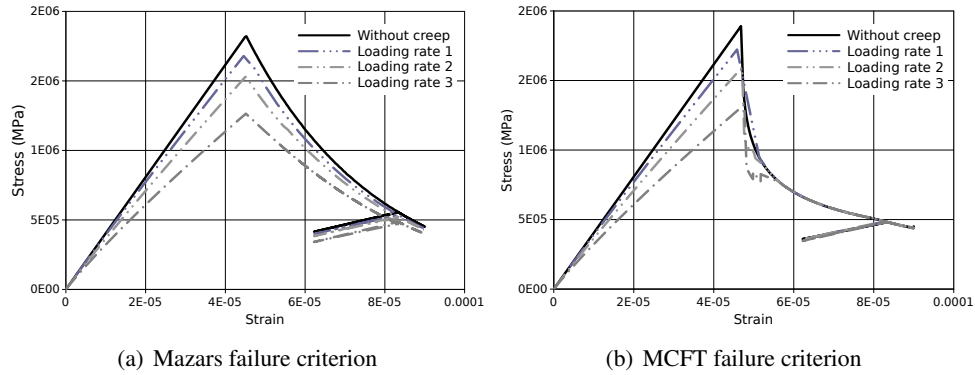 2E06
2E06
1E06
5E05
0E00
0
2E-05
4E-05
6E-05
8E-05
0.0001
Stress (MPa)
Strain
Without creep
Loading rate 1
Loading rate 2
Loading rate 3
(a) Mazars failure criterion
2E06
2E06
1E06
5E05
0E00
0
2E-05
4E-05
6E-05
8E-05
0.0001
Stress (MPa)
Strain
Without creep
Loading rate 1
Loading rate 2
Loading rate 3
(b) MCFT failure criterion